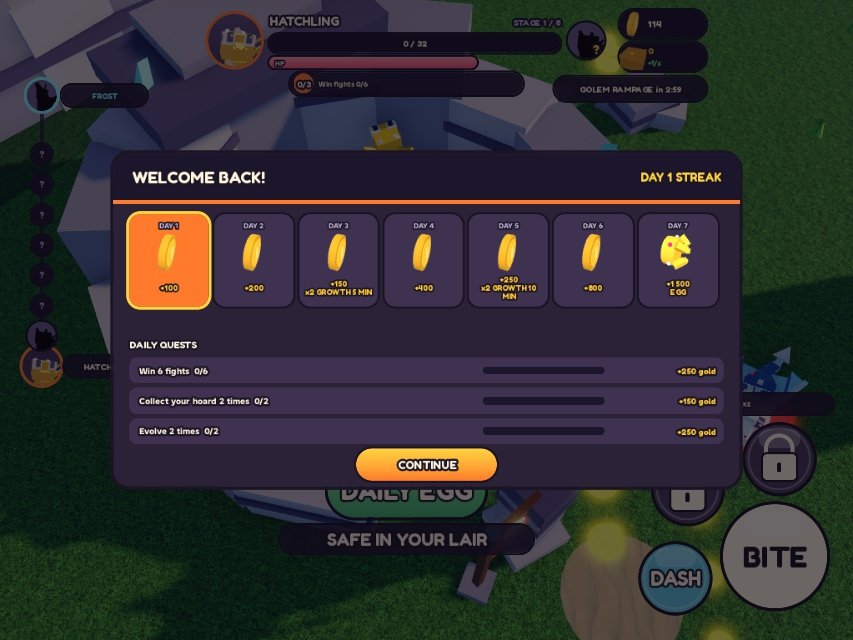 HATCHLING
STAGE 1 / 8
114
0 / 32
0
+1/s
HP
0/3 Win fights 0/6
GOLEM RAMPAGE in 2:59
FROST
?
?
?
?
?
?
?
WELCOME BACK!
DAY 1 STREAK
DAY 1
DAY 2
DAY 3
DAY 4
DAY 5
DAY 6
DAY 7
+100
+200
+150
x2 GROWTH 5 MIN
+400
+250
x2 GROWTH 10
MIN
+800
+1 500
EGG
DAILY QUESTS
Win 6 fights 0/6
+250 gold
HATCH
Collect your hoard 2 times 0/2
+150 gold
KE
Evolve 2 times 0/2
+250 gold
CONTINUE
DAILY EGG
SAFE IN YOUR LAIR
BITE
DASH